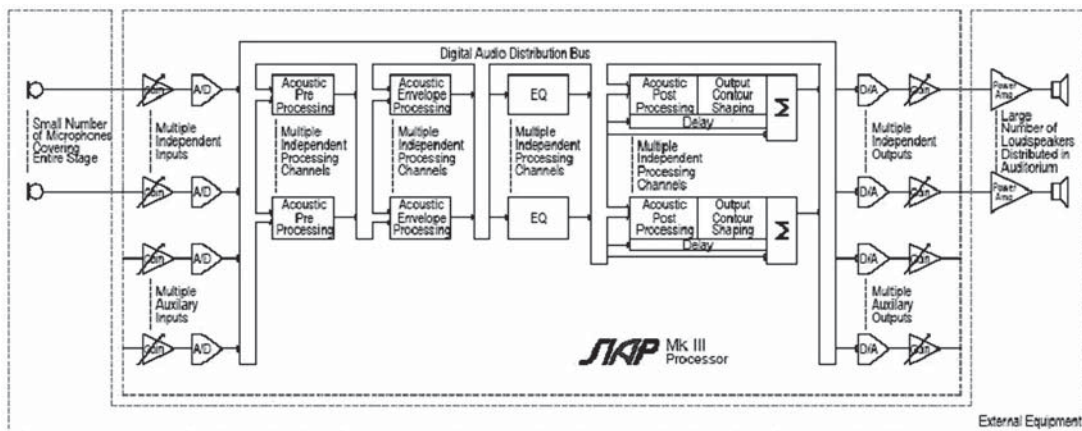 Digital Audio Distribution Bus
Gain
A/D
Acoustic
Pre
Processing
Acoustic
Envelope
Processing
EQ
Acoustic
Post
Processing
Output
Contour
Shaping
Σ
Delay
D/A
Gain
Power
Amp
Small Number
of Microphones
Covering
Entire Stage
Multiple
Independent
Inputs
Multiple
Independent
Processing
Channels
Multiple
Independent
Processing
Channels
Multiple
Independent
Processing
Channels
Multiple
Independent
Processing
Channels
Multiple
Independent
Outputs
Large
Number of
Loudspeakers
Distributed in
Auditorium
Gain
A/D
Acoustic
Pre
Processing
Acoustic
Envelope
Processing
EQ
Acoustic
Post
Processing
Output
Contour
Shaping
Σ
Delay
D/A
Gain
Power
Amp
Gain
A/D
D/A
Gain
Multiple
Auxilary
Inputs
Multiple
Auxilary
Outputs
Gain
A/D
Mk III
Processor
D/A
Gain
External Equipment